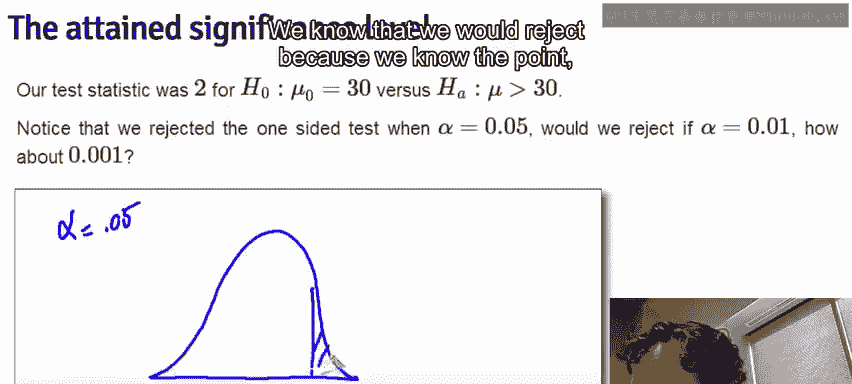 The attained significance level
We know that we would reject
because we know the point,
Our test statistic was 2 for H₀ : μ₀ = 30 versus Hₐ : μ > 30.
Notice that we rejected the one sided test when α = 0.05, would we reject if α = 0.01, how
about 0.001?
α = .05